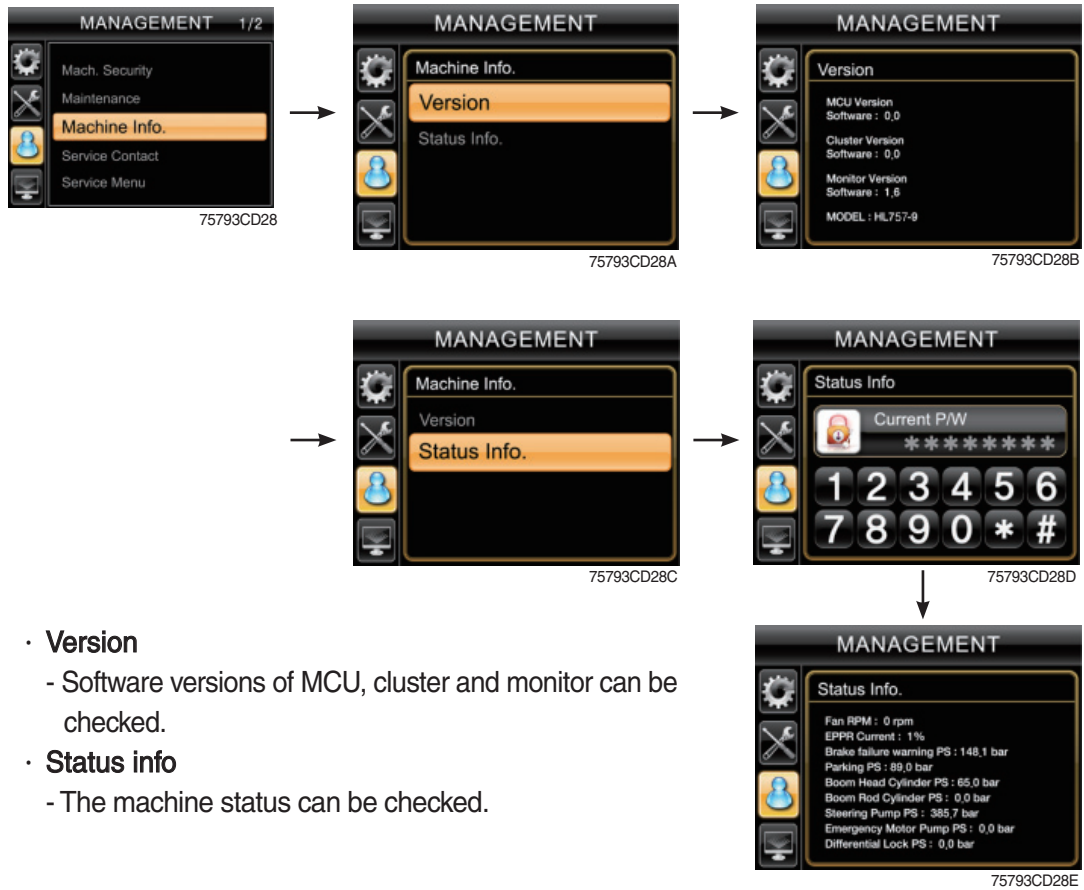 MANAGEMENT 1/2
Mach. Security
Maintenance
Machine Info.
Service Contact
Service Menu
75793CD28
MANAGEMENT
Machine Info.
Version
Status Info.
75793CD28A
MANAGEMENT
Version
MCU Version
Software : 0,0
Cluster Version
Software : 0,0
Monitor Version
Software : 1,6
MODEL : HL757-9
75793CD28B
MANAGEMENT
Machine Info.
Version
Status Info.
75793CD28C
MANAGEMENT
Status Info
Current P/W
********
1 2 3 4 5 6
7 8 9 0 * #
75793CD28D
· Version
- Software versions of MCU, cluster and monitor can be
checked.
· Status info
- The machine status can be checked.
MANAGEMENT
Status Info.
Fan RPM : 0 rpm
EPPR Current : 1%
Brake failure warning PS : 148,1 bar
Parking PS : 89,0 bar
Boom Head Cylinder PS : 65,0 bar
Boom Rod Cylinder PS : 0,0 bar
Steering Pump PS : 385,7 bar
Emergency Motor Pump PS : 0,0 bar
Differential Lock PS : 0,0 bar
75793CD28E